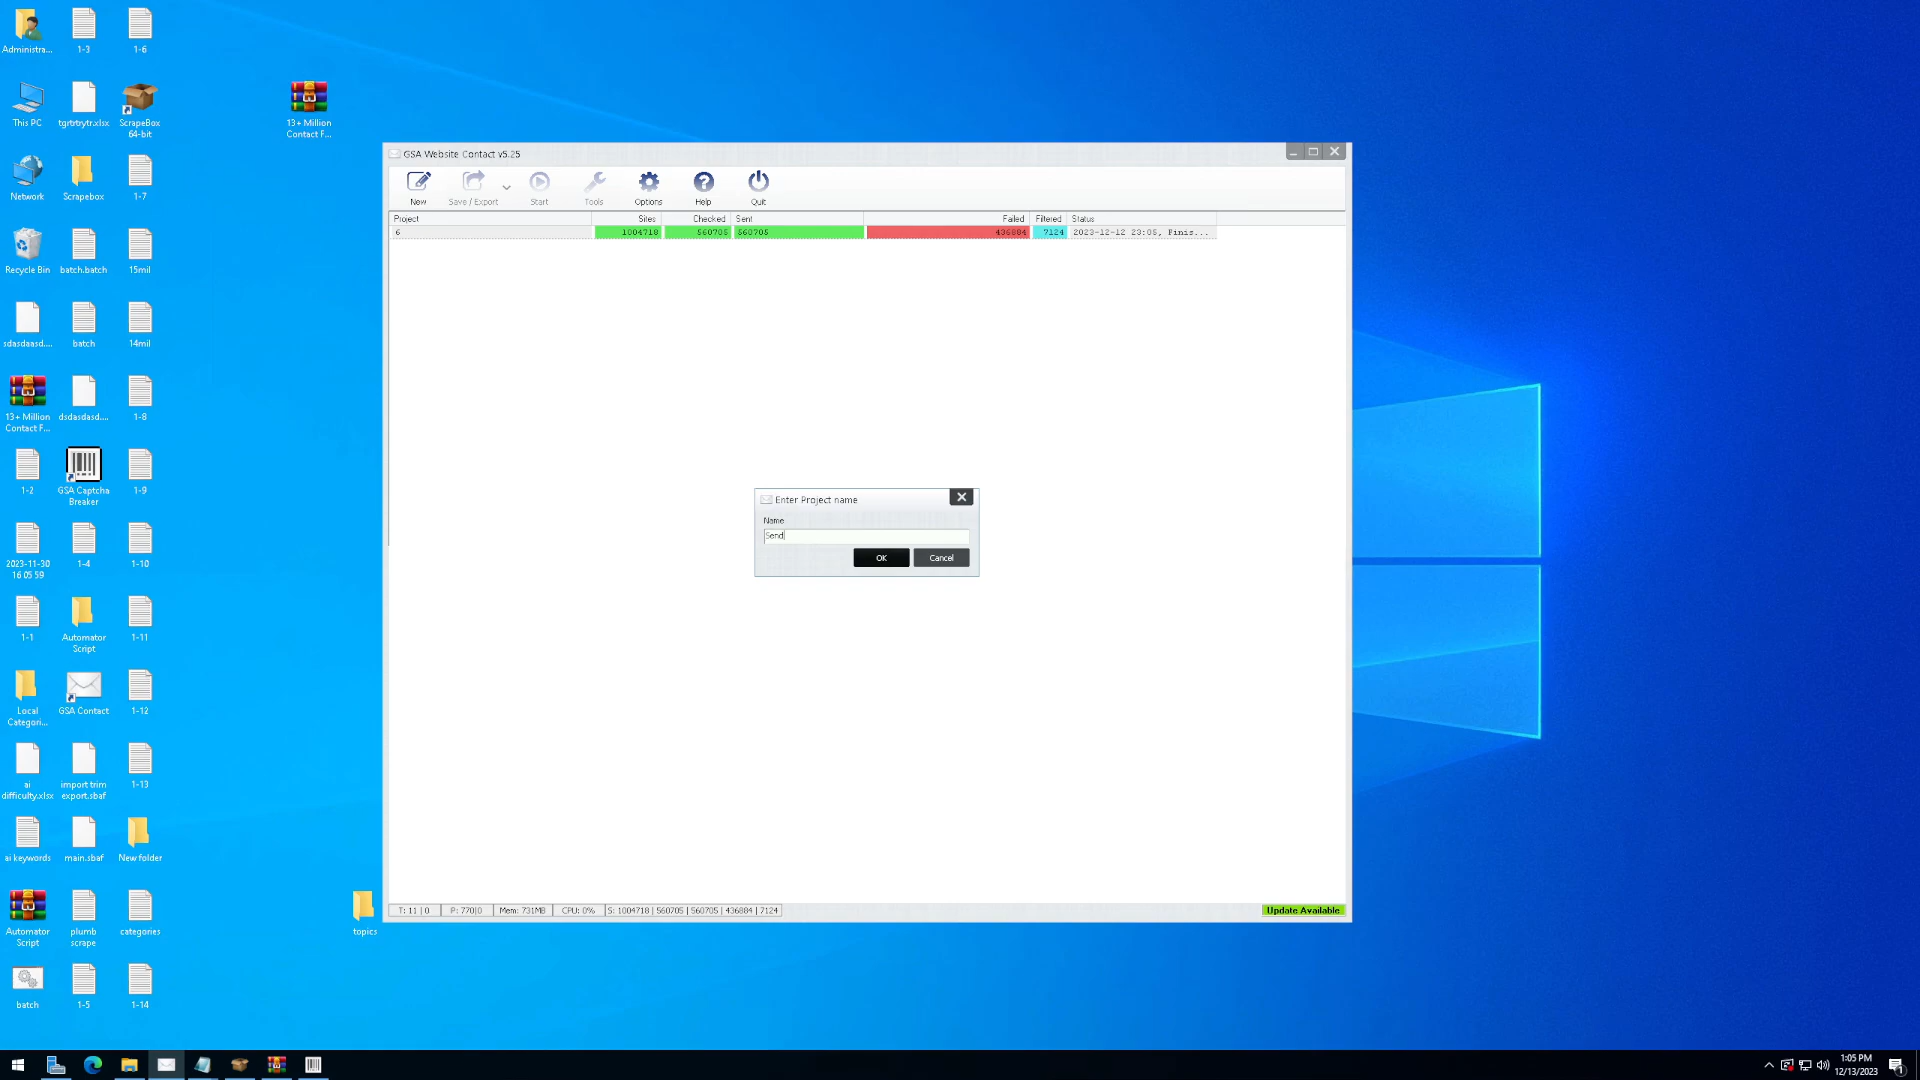 Administra...
1-3
1-6
This PC
tgrtrtrytr.xlsx
ScrapeBox
64-bit
13+ Million
Contact F...
Network
Scrapebox
1-7
Recycle Bin
batch.batch
15mil
sdasdaasd....
batch
14mil
13+ Million
Contact F...
dsdasdasd....
1-8
1-2
GSA Captcha
Breaker
1-9
2023-11-30
16 05 59
1-4
1-10
1-1
Automator
Script
1-11
Local
Categori...
GSA Contact
1-12
ai
difficulty.xlsx
import trim
export.sbaf
1-13
ai keywords
main.sbaf
New folder
Automator
Script
plumb
scrape
categories
topics
batch
1-5
1-14
GSA Website Contact v5.25
New
Save / Export
Start
Tools
Options
Help
Quit
Project Sites Checked Sent Failed Filtered Status
6 1004718 560705 560705 436884 7124 2023-12-12 23:05, Finis...
Enter Project name
Name
Send
OK Cancel
T: 11 | 0 P: 770|0 Mem: 731MB CPU: 0% S: 1004718 | 560705 | 560705 | 436884 | 7124 Update Available
1:05 PM
12/13/2023
1